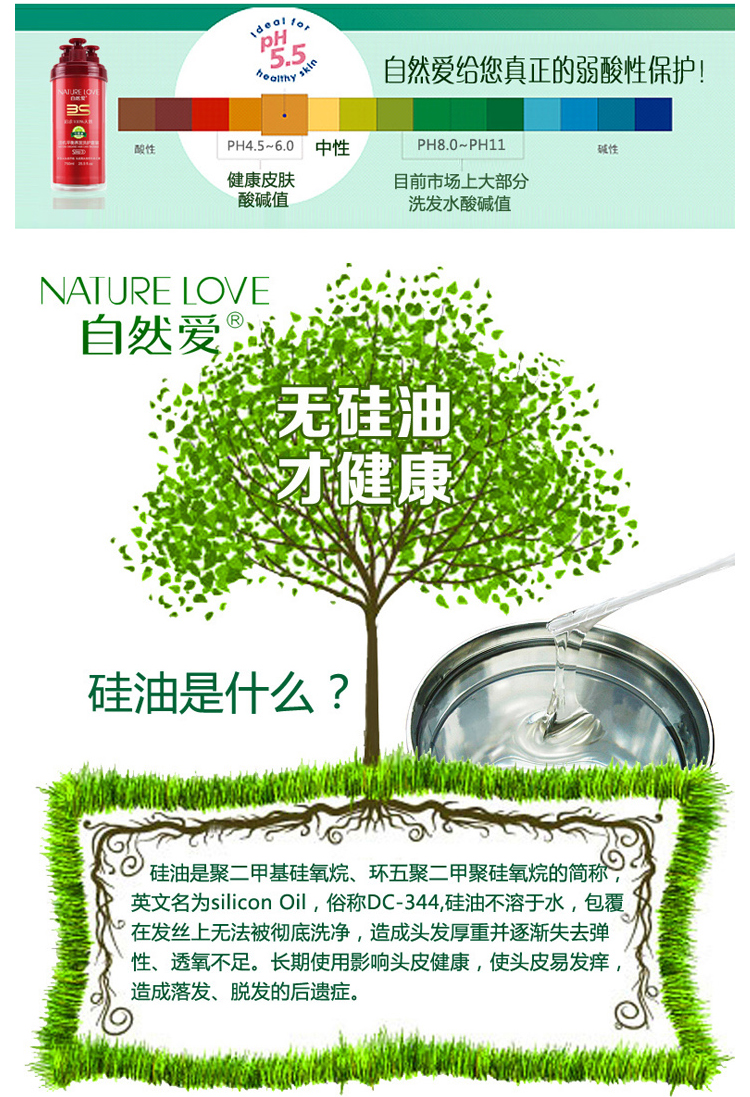 Ideal for
pH
5.5
healthy skin
自然爱给您真正的弱酸性保护!
NATURE LOVE
自然爱
酸性
PH4.5~6.0
中性
PH8.0~PH11
碱性
健康皮肤
酸碱值
目前市场上大部分
洗发水酸碱值
NATURE LOVE
自然爱®
无硅油
才健康
硅油是什么？
硅油是聚二甲基硅氧烷、环五聚二甲聚硅氧烷的简称，
英文名为silicon Oil，俗称DC-344,硅油不溶于水，包覆
在发丝上无法被彻底洗净，造成头发厚重并逐渐失去弹
性、透氧不足。长期使用影响头皮健康，使头皮易发痒，
造成落发、脱发的后遗症。